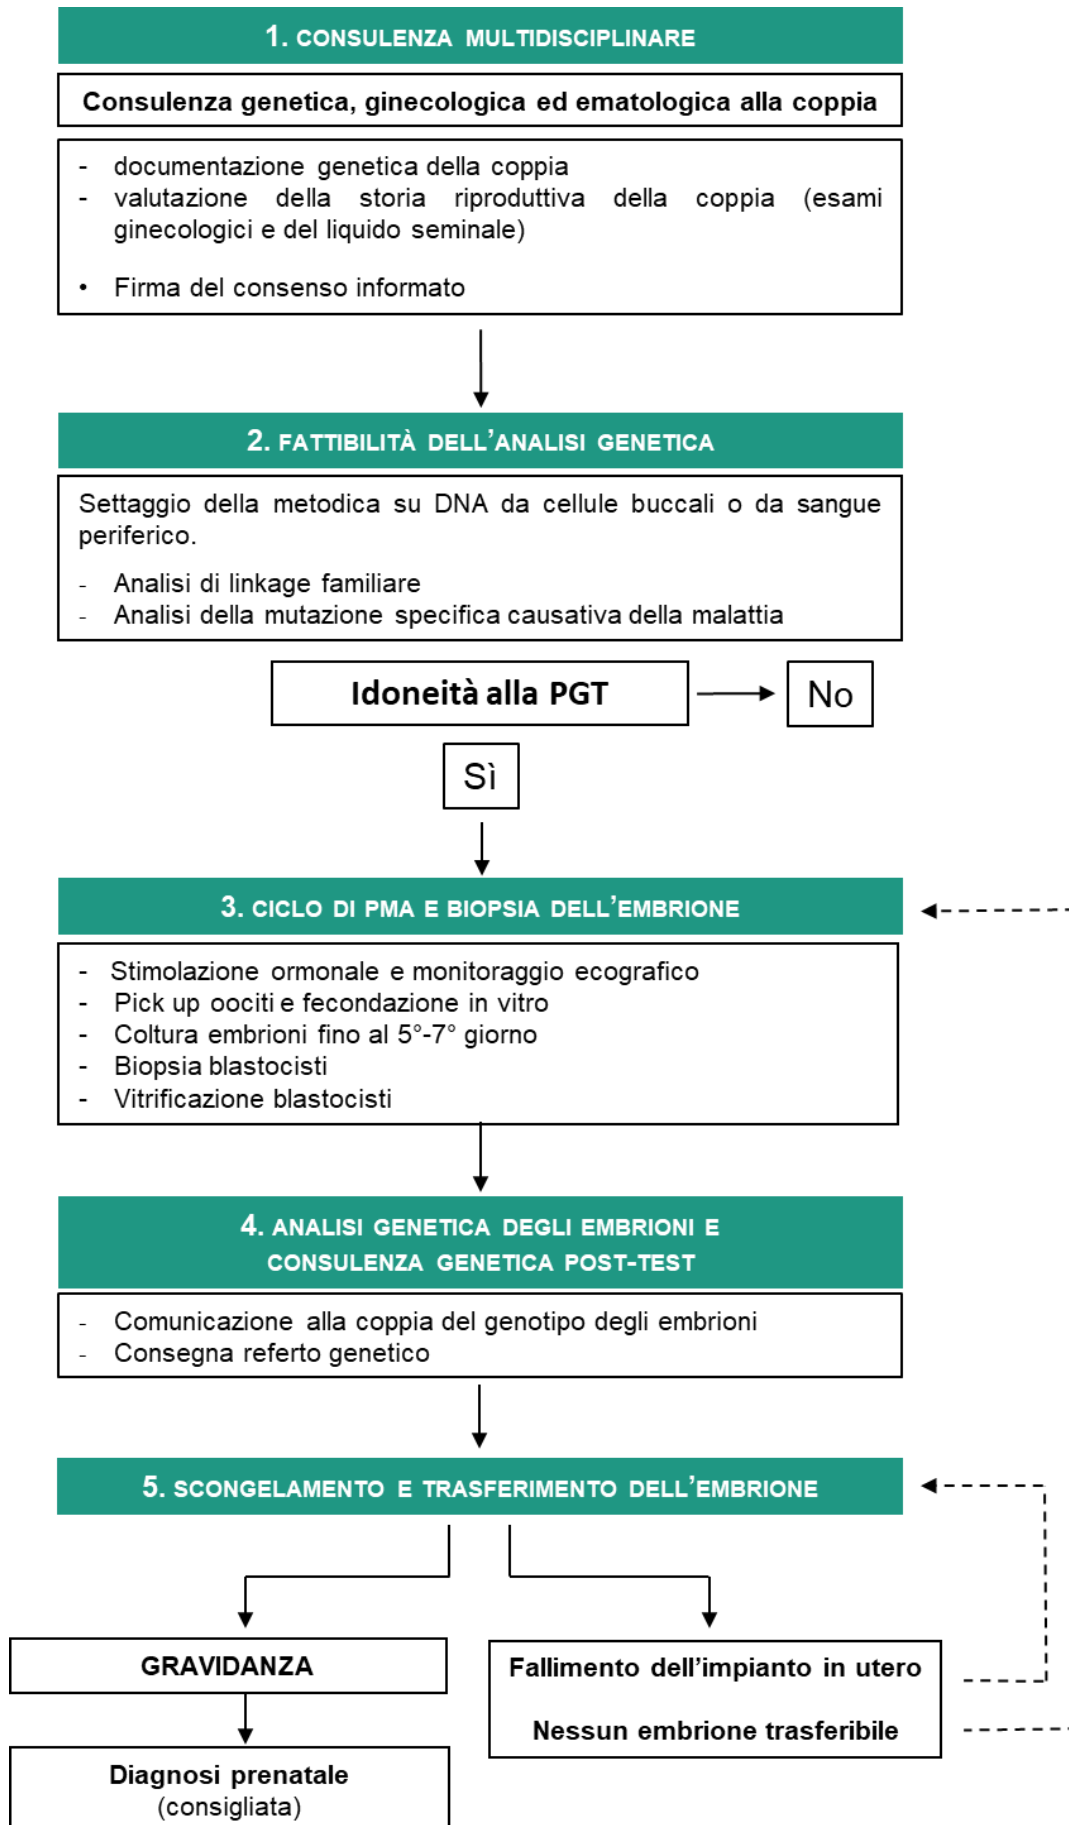 1. CONSULENZA MULTIDISCIPLINARE
Consulenza genetica, ginecologica ed ematologica alla coppia
- documentazione genetica della coppia
- valutazione della storia riproduttiva della coppia (esami
ginecologici e del liquido seminale)
• Firma del consenso informato
2. FATTIBILITÀ DELL’ANALISI GENETICA
Settaggio della metodica su DNA da cellule buccali o da sangue
periferico.
- Analisi di linkage familiare
- Analisi della mutazione specifica causativa della malattia
Idoneità alla PGT
No
Sì
3. CICLO DI PMA E BIOPSIA DELL’EMBRIONE
- Stimolazione ormonale e monitoraggio ecografico
- Pick up oociti e fecondazione in vitro
- Coltura embrioni fino al 5°-7° giorno
- Biopsia blastocisti
- Vitrificazione blastocisti
4. ANALISI GENETICA DEGLI EMBRIONI E
CONSULENZA GENETICA POST-TEST
- Comunicazione alla coppia del genotipo degli embrioni
- Consegna referto genetico
5. SCONGELAMENTO E TRASFERIMENTO DELL’EMBRIONE
GRAVIDANZA
Fallimento dell’impianto in utero
Nessun embrione trasferibile
Diagnosi prenatale
(consigliata)